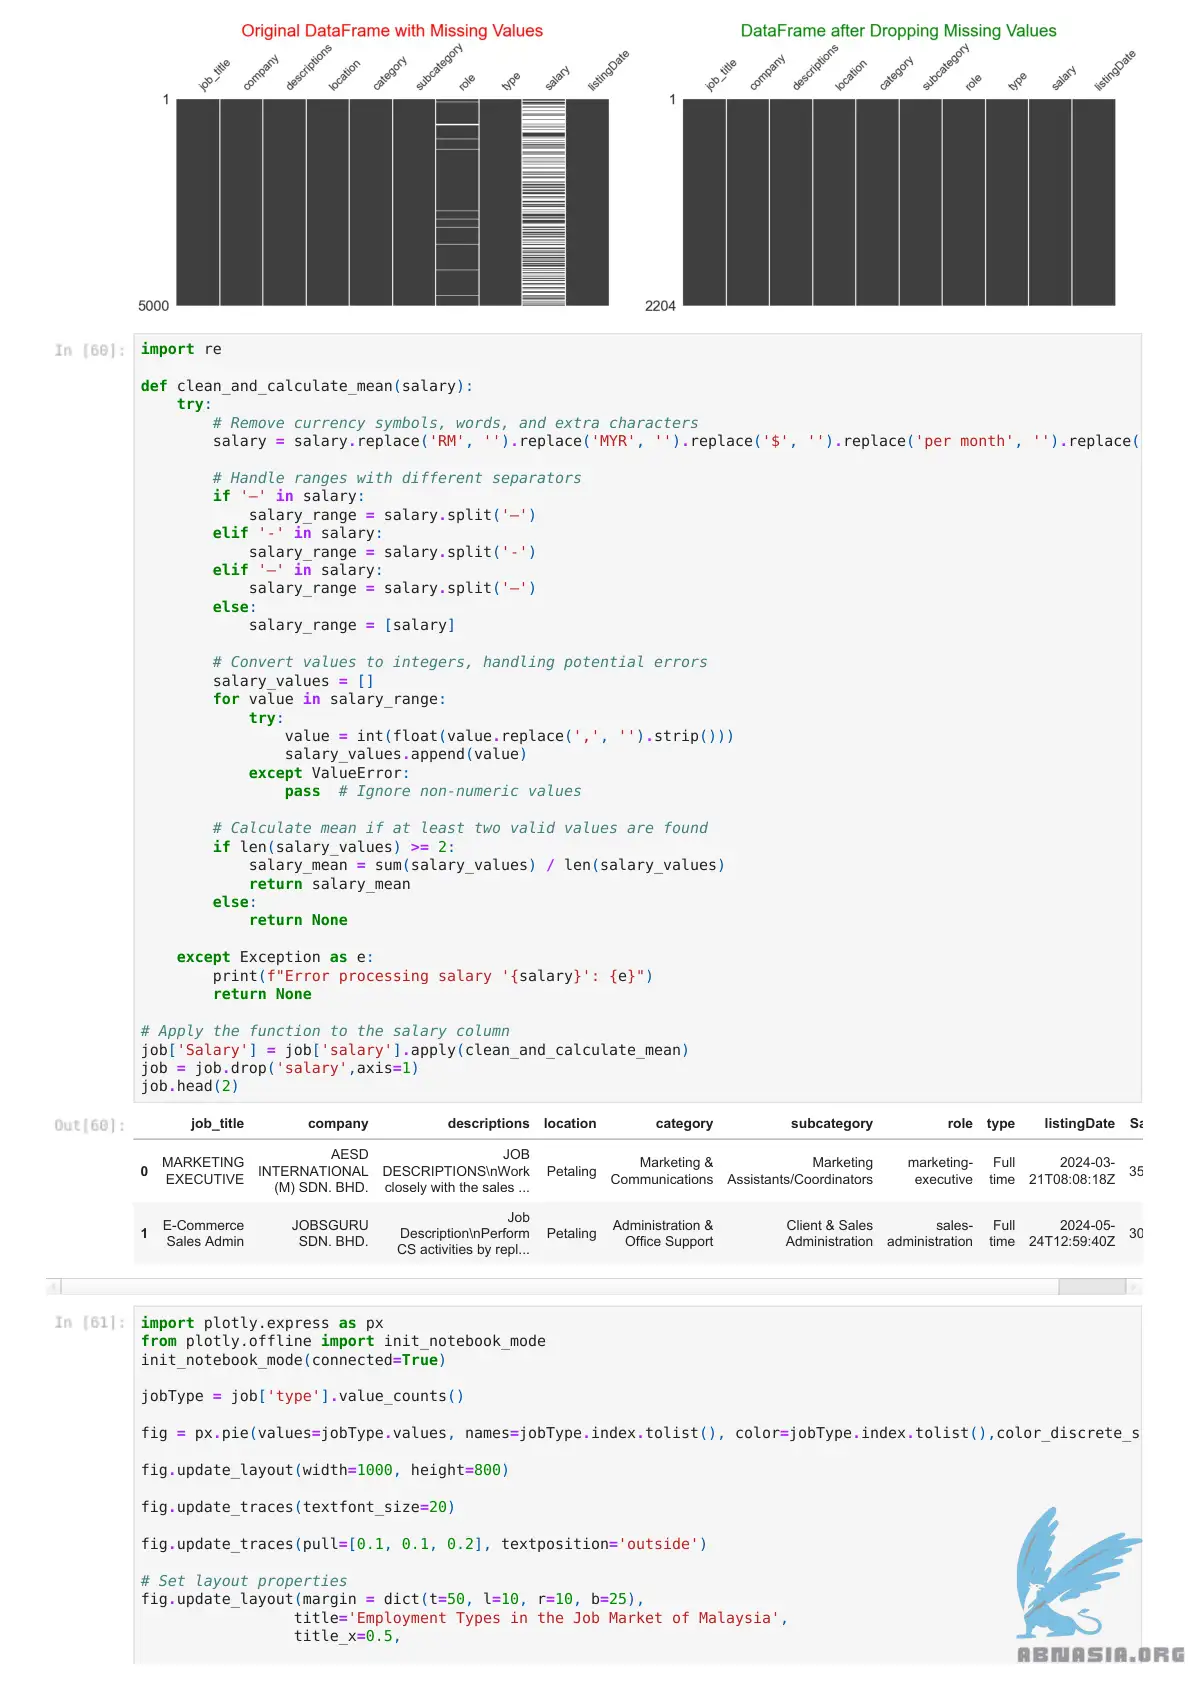 Original DataFrame with Missing Values
job_title company descriptions location category subcategory role type salary listingDate
1
5000
DataFrame after Dropping Missing Values
job_title company descriptions location category subcategory role type salary listingDate
1
2204
In [60]:
import re
def clean_and_calculate_mean(salary):
    try:
        # Remove currency symbols, words, and extra characters
        salary = salary.replace('RM', '').replace('MYR', '').replace('$', '').replace('per month', '').replace(
        # Handle ranges with different separators
        if '–' in salary:
            salary_range = salary.split('–')
        elif '-' in salary:
            salary_range = salary.split('-')
        elif '—' in salary:
            salary_range = salary.split('—')
        else:
            salary_range = [salary]
        # Convert values to integers, handling potential errors
        salary_values = []
        for value in salary_range:
            try:
                value = int(float(value.replace(',', '').strip()))
                salary_values.append(value)
            except ValueError:
                pass  # Ignore non-numeric values
        # Calculate mean if at least two valid values are found
        if len(salary_values) >= 2:
            salary_mean = sum(salary_values) / len(salary_values)
            return salary_mean
        else:
            return None
    except Exception as e:
        print(f"Error processing salary '{salary}': {e}")
        return None
# Apply the function to the salary column
job['Salary'] = job['salary'].apply(clean_and_calculate_mean)
job = job.drop('salary',axis=1)
job.head(2)
Out[60]:
job_title company descriptions location category subcategory role type listingDate Sa
0 MARKETING EXECUTIVE AESD INTERNATIONAL (M) SDN. BHD. JOB DESCRIPTIONS\nWork closely with the sales ... Petaling Marketing & Communications Marketing Assistants/Coordinators marketing-executive Full time 2024-03-21T08:08:18Z 35
1 E-Commerce Sales Admin JOBSGURU SDN. BHD. Job Description\nPerform CS activities by repl... Petaling Administration & Office Support Client & Sales Administration sales-administration Full time 2024-05-24T12:59:40Z 30
In [61]:
import plotly.express as px
from plotly.offline import init_notebook_mode
init_notebook_mode(connected=True)
jobType = job['type'].value_counts()
fig = px.pie(values=jobType.values, names=jobType.index.tolist(), color=jobType.index.tolist(),color_discrete_s
fig.update_layout(width=1000, height=800)
fig.update_traces(textfont_size=20)
fig.update_traces(pull=[0.1, 0.1, 0.2], textposition='outside')
# Set layout properties
fig.update_layout(margin = dict(t=50, l=10, r=10, b=25),
                 title='Employment Types in the Job Market of Malaysia',
                 title_x=0.5,
ABNASIA.ORG